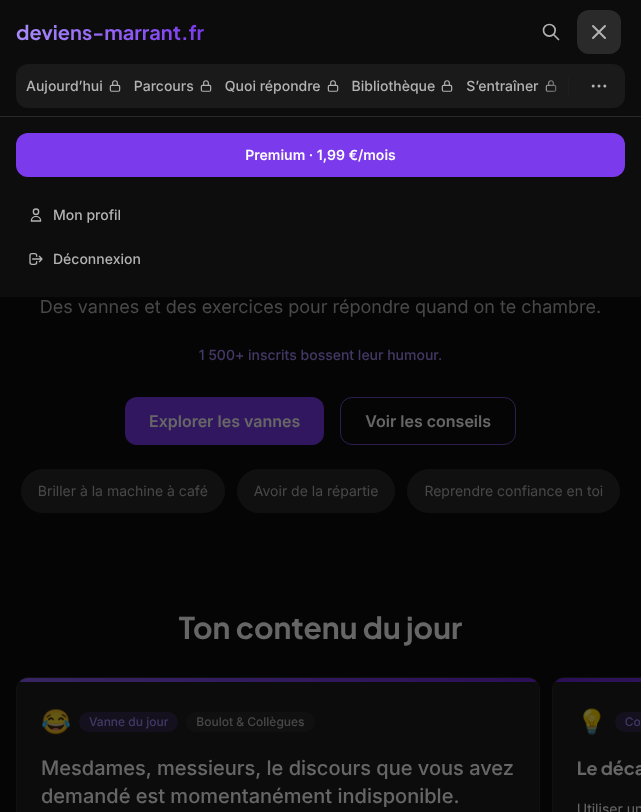 deviens-marrant.fr
Aujourd’hui Parcours Quoi répondre Bibliothèque S’entraîner
Premium · 1,99 €/mois
Mon profil
Déconnexion
Des vannes et des exercices pour répondre quand on te chambre.
1 500+ inscrits bossent leur humour.
Explorer les vannes Voir les conseils
Briller à la machine à café Avoir de la répartie Reprendre confiance en toi
Ton contenu du jour
Vanne du jour Boulot & Collègues
Mesdames, messieurs, le discours que vous avez
demandé est momentanément indisponible.
Le déca
Utiliser un